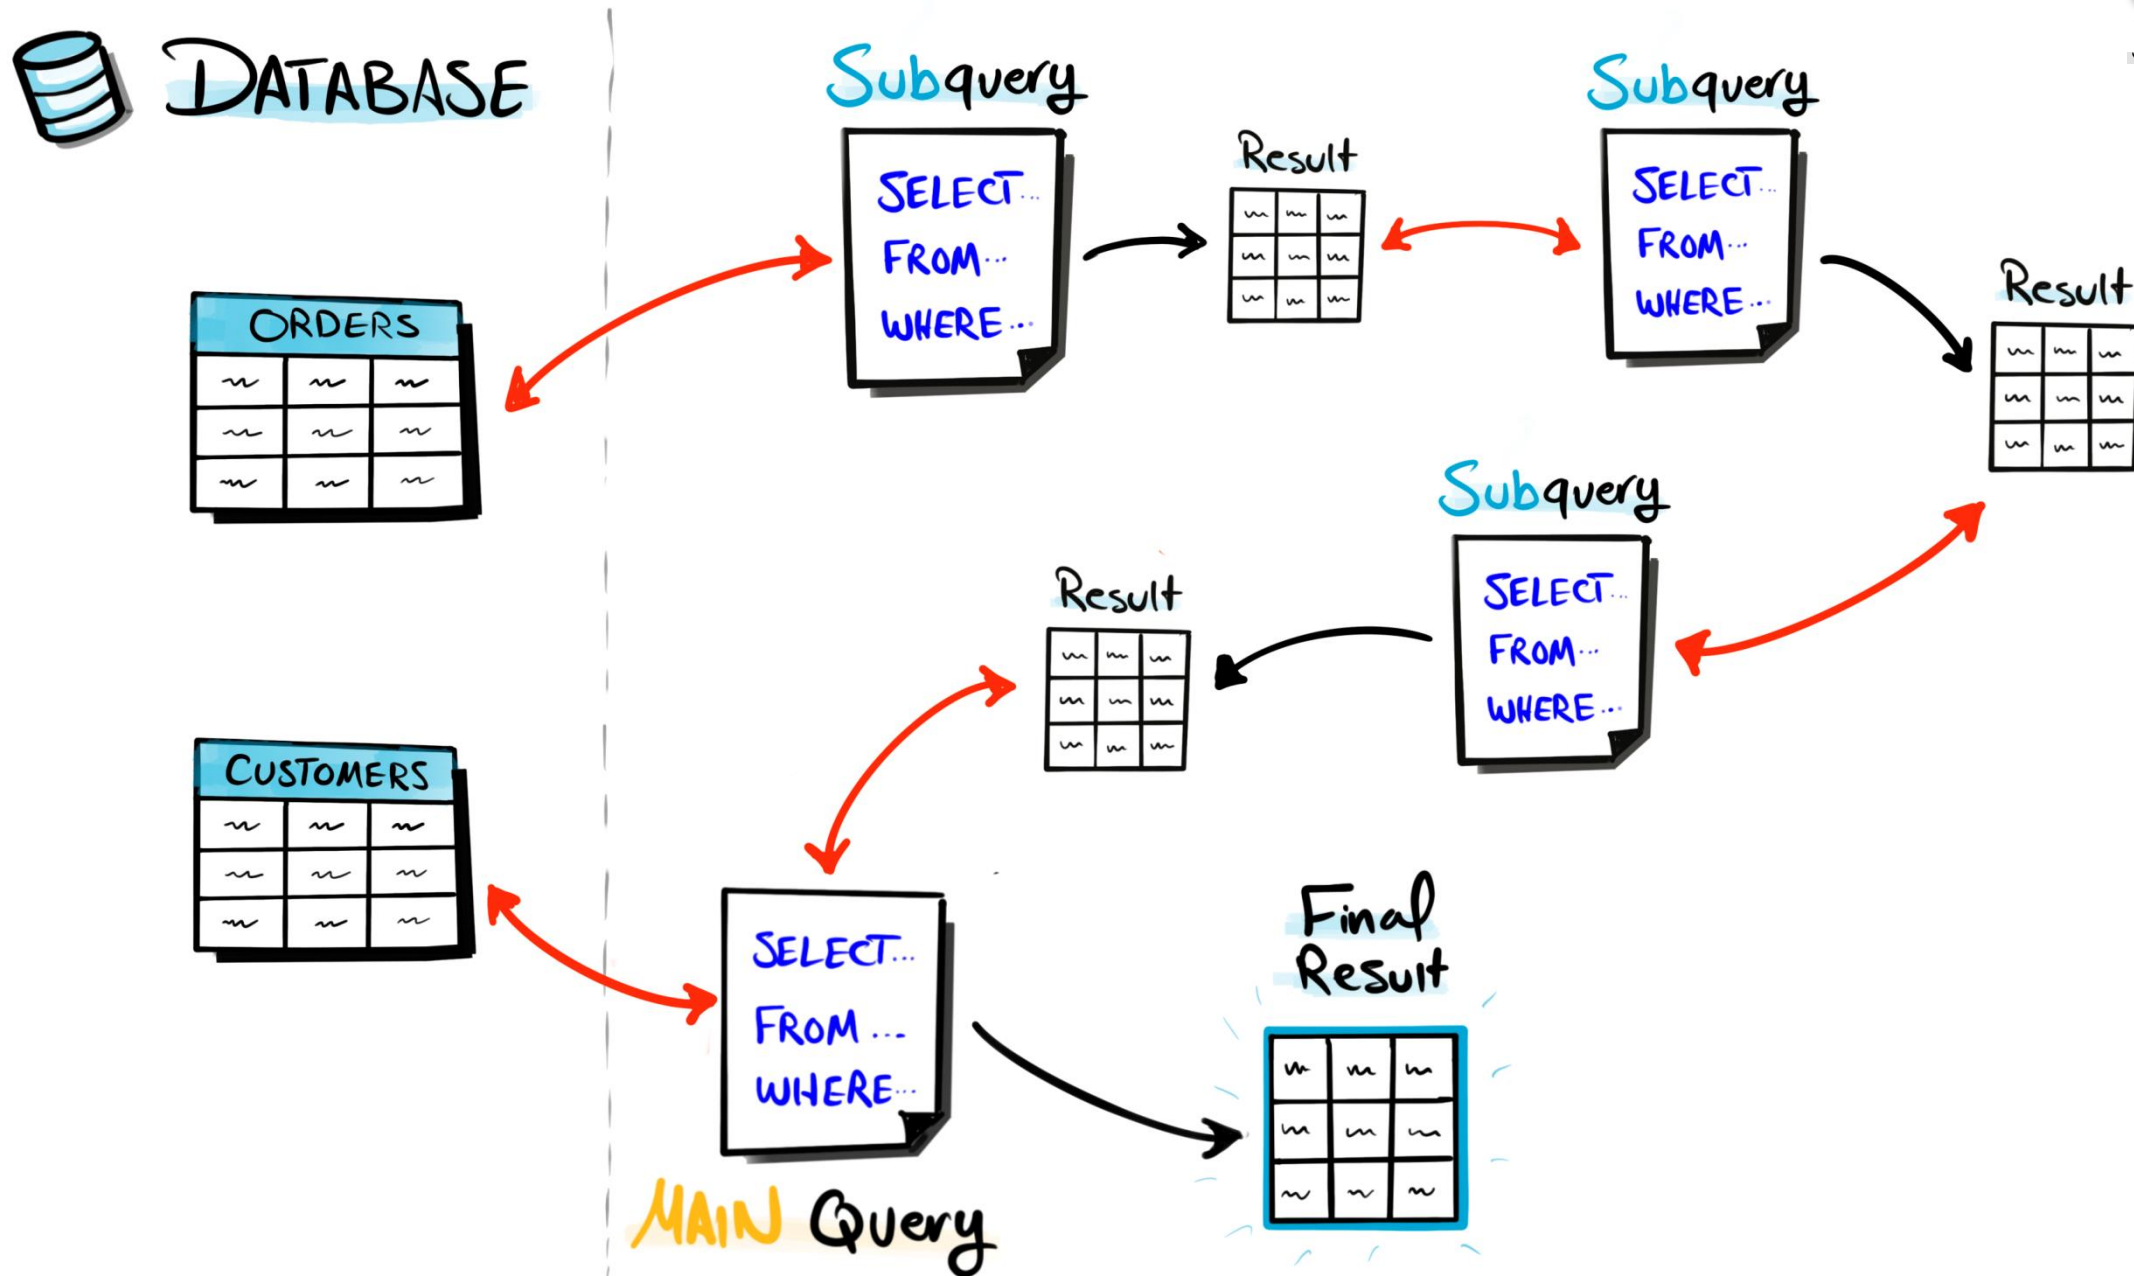 DATABASE
Subquery
SELECT...
FROM...
WHERE...
Result
Subquery
SELECT...
FROM...
WHERE...
Result
ORDERS
Subquery
SELECT...
FROM...
WHERE...
Result
CUSTOMERS
SELECT...
FROM ...
WHERE...
MAIN Query
Final
Result